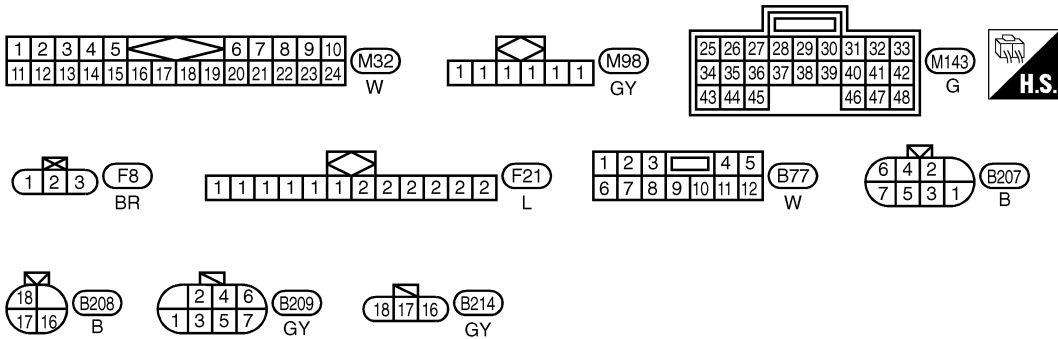 1 2 3 4 5 6 7 8 9 10
11 12 13 14 15 16 17 18 19 20 21 22 23 24
M32
W
1 1 1 1 1 1
M98
GY
25 26 27 28 29 30 31 32 33
34 35 36 37 38 39 40 41 42
43 44 45 46 47 48
M143
G
H.S.
1 2 3
F8
BR
1 1 1 1 1 1 2 2 2 2 2 2
F21
L
1 2 3 4 5
6 7 8 9 10 11 12
B77
W
6 4 2
7 5 3 1
B207
B
18
17 16
B208
B
2 4 6
1 3 5 7
B209
GY
18 17 16
B214
GY